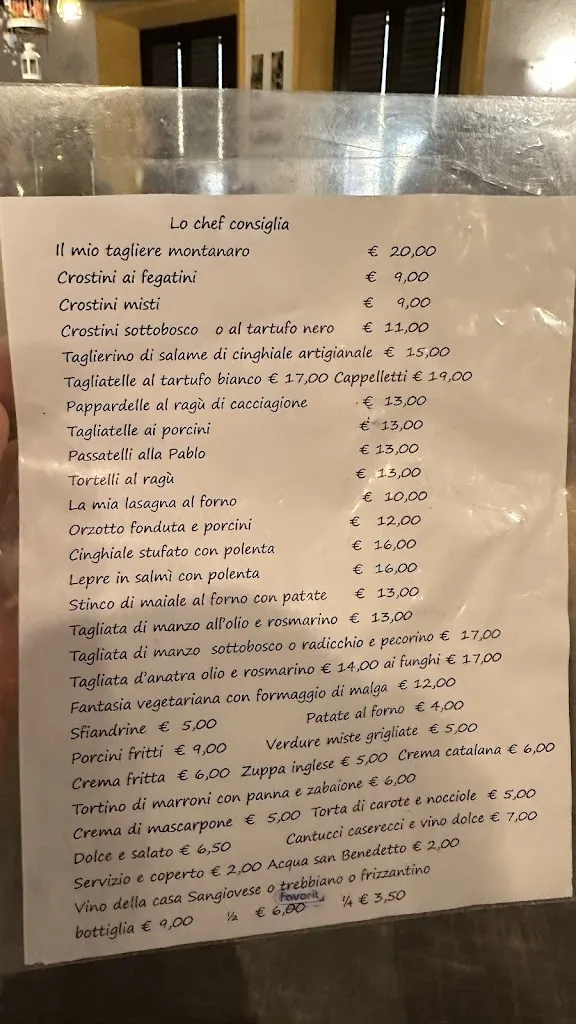 Lo chef consiglia
Il mio tagliere montanaro € 20,00
Crostini ai fegatini € 9,00
Crostini misti € 9,00
Crostini sottobosco o al tartufo nero € 11,00
Taglierino di salame di cinghiale artigianale € 15,00
Tagliatelle al tartufo bianco € 17,00 Cappelletti € 19,00
Pappardelle al ragù di cacciagione € 13,00
Tagliatelle ai porcini € 13,00
Passatelli alla Pablo € 13,00
Tortelli al ragù € 13,00
La mia lasagna al forno € 10,00
Orzotto fonduta e porcini € 12,00
Cinghiale stufato con polenta € 16,00
Lepre in salmì con polenta € 16,00
Stinco di maiale al forno con patate € 13,00
Tagliata di manzo all'olio e rosmarino € 13,00
Tagliata di manzo sottobosco o radicchio e pecorino € 17,00
Tagliata d'anatra olio e rosmarino € 14,00 ai funghi € 17,00
Fantasia vegetariana con formaggio di malga € 12,00
Sfiandrine € 5,00 Patate al forno € 4,00
Porcini fritti € 9,00 Verdure miste grigliate € 5,00
Crema fritta € 6,00 Zuppa inglese € 5,00 Crema catalana € 6,00
Tortino di marroni con panna e zabaione € 6,00
Crema di mascarpone € 5,00 Torta di carote e nocciole € 5,00
Dolce e salato € 6,50 Cantucci caserecci e vino dolce € 7,00
Servizio e coperto € 2,00 Acqua san Benedetto € 2,00
Vino della casa Sangiovese o trebbiano o frizzantino
favorit
bottiglia € 9,00 ½ € 6,00 ¼ € 3,50